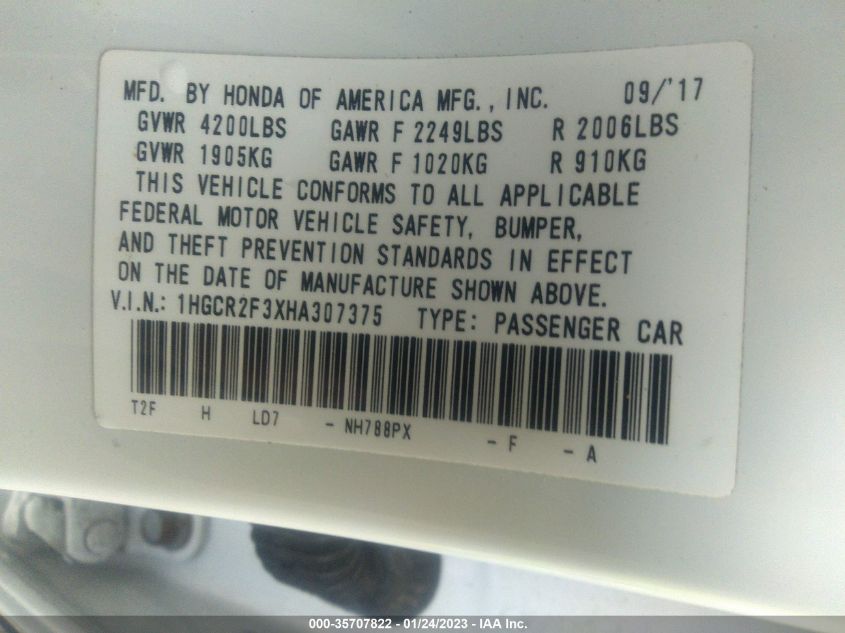 MFD. BY HONDA OF AMERICA MFG., INC. 09/'17
GVWR 4200LBS GAWR F 2249LBS R 2006LBS
GVWR 1905KG GAWR F 1020KG R 910KG
THIS VEHICLE CONFORMS TO ALL APPLICABLE
FEDERAL MOTOR VEHICLE SAFETY, BUMPER,
AND THEFT PREVENTION STANDARDS IN EFFECT
ON THE DATE OF MANUFACTURE SHOWN ABOVE.
V.I.N.: 1HGCR2F3XHA307375 TYPE: PASSENGER CAR
T2F H LD7 - NH788PX - F - A
000-35707822 - 01/24/2023 - IAA Inc.